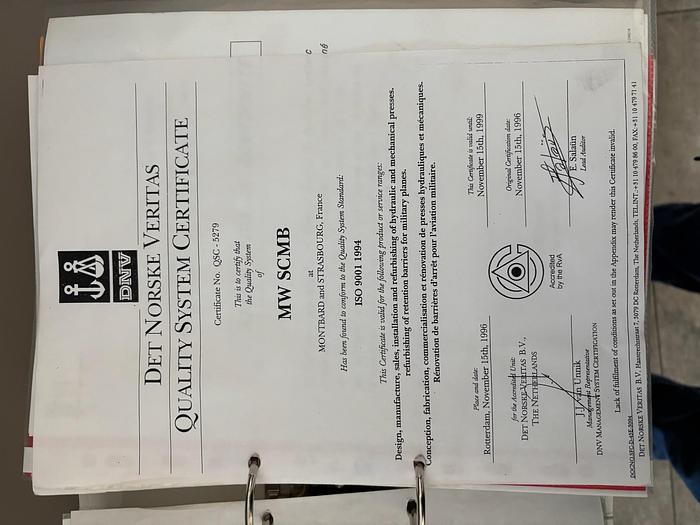 DNV
DET NORSKE VERITAS
QUALITY SYSTEM CERTIFICATE
Certificate No. QSC - 5279
This is to certify that
the Quality System
of
MW SCMB
at
MONTBARD and STRASBOURG, France
Has been found to conform to the Quality System Standard:
ISO 9001 1994
This Certificate is valid for the following product or service ranges:
Design, manufacture, sales, installation and refurbishing of hydraulic and mechanical presses.
refurbishing of retention barriers for military planes.
Conception, fabrication, commercialisation et rénovation de presses hydrauliques et mécaniques.
Rénovation de barrières d'arrêt pour l'aviation militaire.
Place and date:
Rotterdam, November 15th, 1996
for the Accredited Unit:
DET NORSKE VERITAS B.V.,
THE NETHERLANDS
J.J. van Unnik
Management Representative
DNV MANAGEMENT SYSTEM CERTIFICATION
Accredited
by the RvA
This Certificate is valid until:
November 15th, 1999
Original Certification date:
November 15th, 1996
E. Salaün
Lead Auditor
Lack of fulfilment of conditions as set out in the Appendix may render this Certificate invalid.
DET NORSKE VERITAS B.V. Haastrechtstraat 7, 3079 DC Rotterdam, The Netherlands, TEL.INT.: +31 10 479 86 00, FAX: +31 10 479 71 41